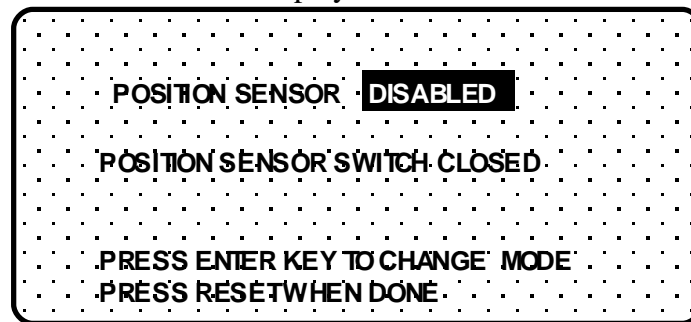 POSITION SENSOR DISABLED
POSITION SENSOR SWITCH CLOSED
PRESS ENTER KEY TO CHANGE MODE
PRESS RESET WHEN DONE